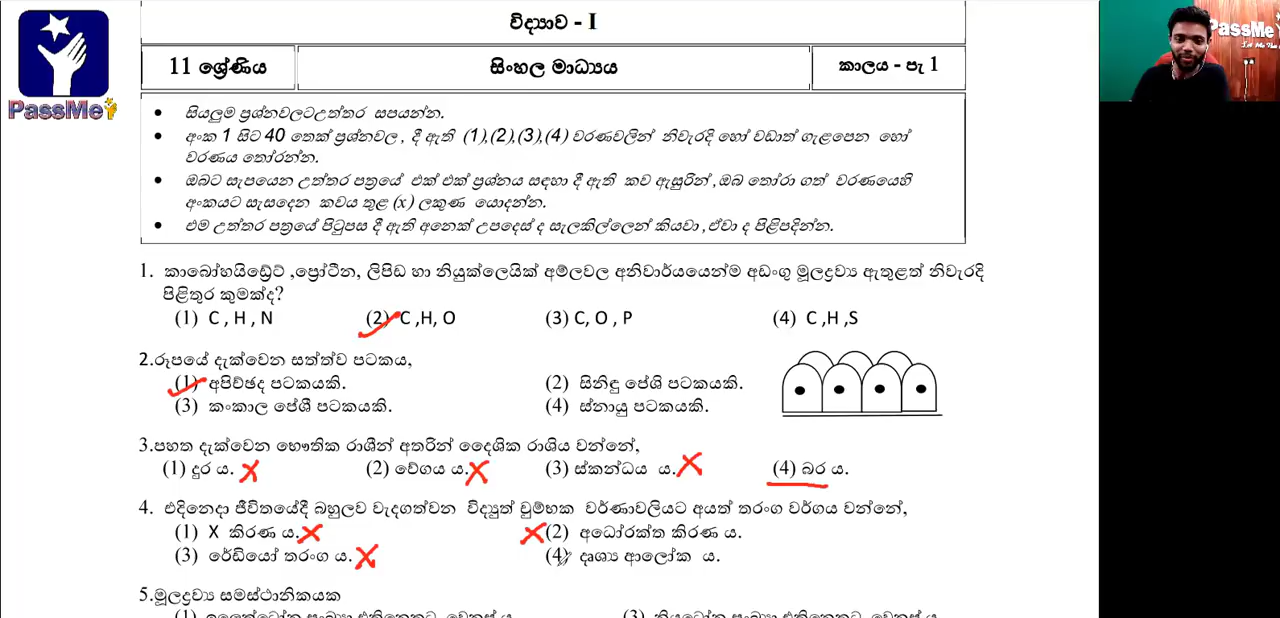 විද්‍යාව - I
11 ශ්‍රේණිය
සිංහල මාධ්‍යය
කාලය - පැ 1
PassMe
PassMe
• සියලුම ප්‍රශ්නවලටඋත්තර සපයන්න.
• අංක 1 සිට 40 තෙක් ප්‍රශ්නවල , දී ඇති (1),(2),(3),(4) වරණවලින් නිවැරදි හෝ වඩාත් ගැළපෙන හෝ
වරණය තෝරන්න.
• ඔබට සැපයෙන උත්තර පත්‍රයේ එක් එක් ප්‍රශ්නය සඳහා දී ඇති කව ඇසුරින් ,ඔබ තෝරා ගත් වරණයෙහි
අංකයට සැසඳෙන කවය තුළ (x) ලකුණ යොදන්න.
• එම උත්තර පත්‍රයේ පිටුපස දී ඇති අනෙක් උපදෙස් ද සැලකිල්ලෙන් කියවා ,ඒවා ද පිළිපදින්න.
1. කාබෝහයිඩ්‍රේට් ,ප්‍රෝටීන, ලිපිඩ හා නියුක්ලෙයික් අම්ලවල අනිවාර්යයෙන්ම අඩංගු මූලද්‍රව්‍ය ඇතුළත් නිවැරදි
පිළිතුර කුමක්ද?
(1) C , H , N (2) C ,H, O (3) C, O , P (4) C ,H ,S
2.රූපයේ දැක්වෙන සත්ත්ව පටකය,
(1) අපිච්ඡද පටකයකි. (2) සිනිඳු පේශි පටකයකි.
(3) කංකාල පේශී පටකයකි. (4) ස්නායු පටකයකි.
3.පහත දැක්වෙන භෞතික රාශීන් අතරින් දෛශික රාශිය වන්නේ,
(1) දුර ය. (2) වේගය ය. (3) ස්කන්ධය ය. (4) බර ය.
4. එදිනෙදා ජීවිතයේදී බහුලව වැදගත්වන විද්‍යුත් චුම්භක වර්ණාවලියට අයත් තරංග වර්ගය වන්නේ,
(1) X කිරණ ය. (2) අධෝරක්ත කිරණ ය.
(3) රේඩියෝ තරංග ය. (4) දෘශ්‍ය ආලෝක ය.
5.මූලද්‍රව්‍ය සමස්ථානිකයක